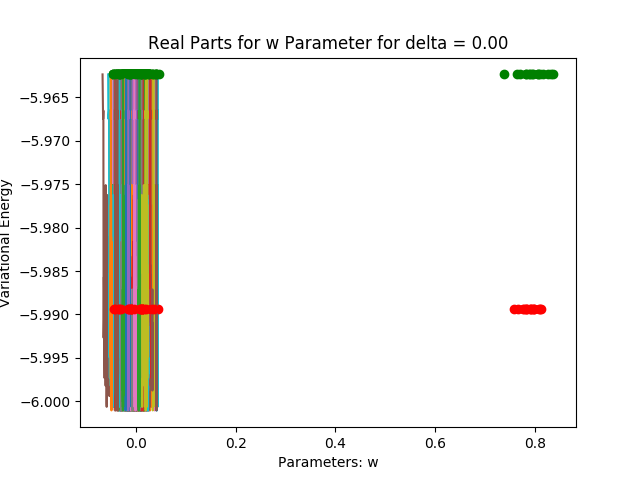 Real Parts for w Parameter for delta = 0.00
Variational Energy
−5.965
−5.970
−5.975
−5.980
−5.985
−5.990
−5.995
−6.000
0.0 0.2 0.4 0.6 0.8
Parameters: w